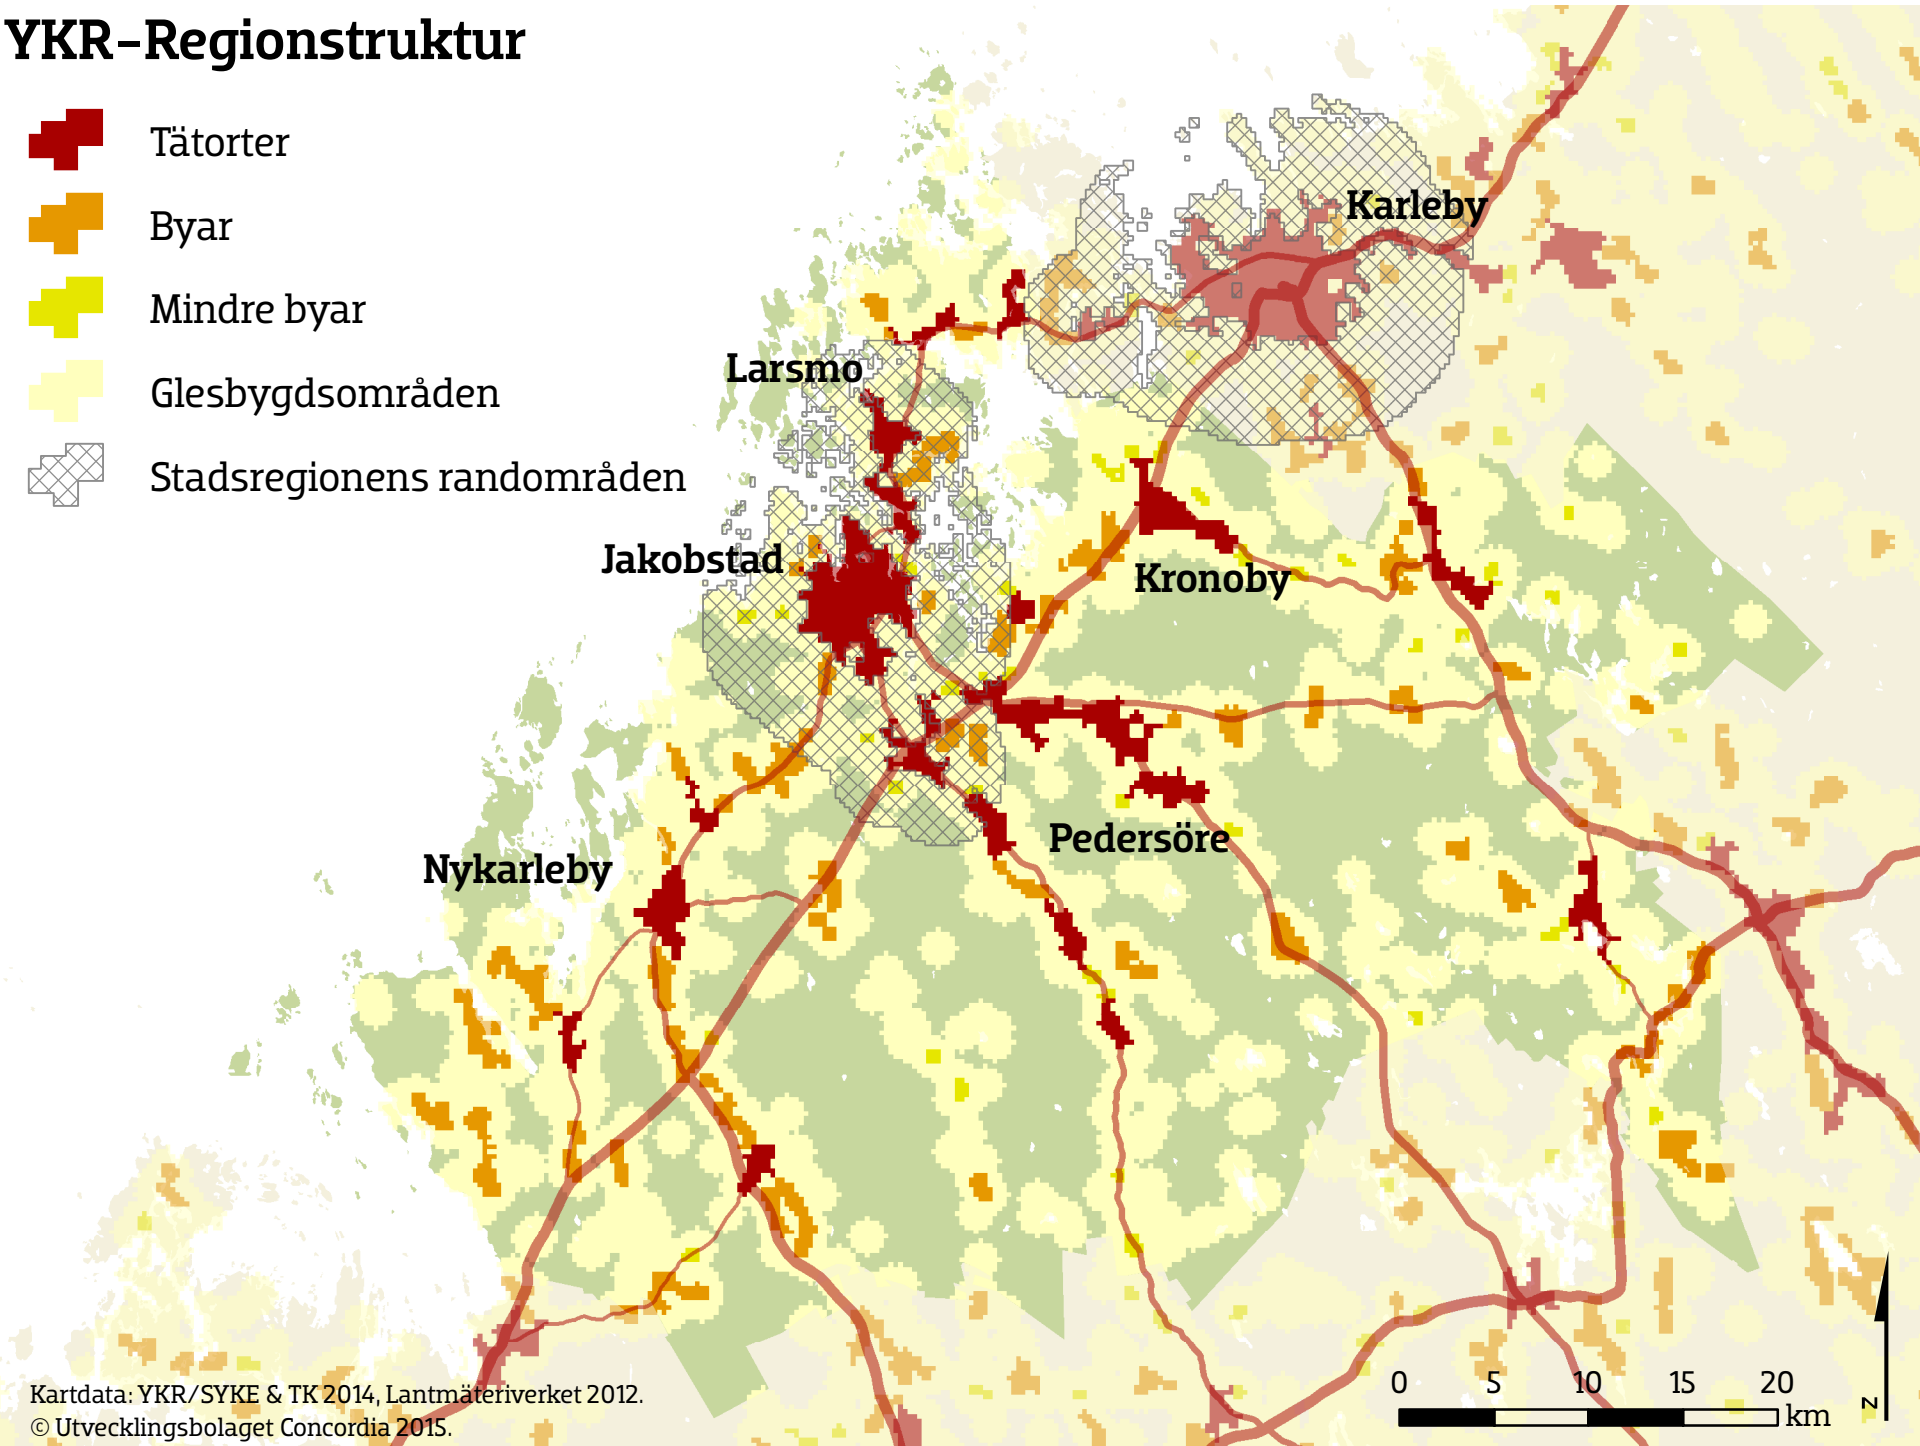 YKR-Regionstruktur
Tätorter
Byar
Mindre byar
Glesbygdsområden
Stadsregionens randområden
Karleby
Larsmo
Jakobstad
Kronoby
Pedersöre
Nykarleby
0 5 10 15 20
km
N
Kartdata: YKR/SYKE & TK 2014, Lantmäteriverket 2012.
© Utvecklingsbolaget Concordia 2015.